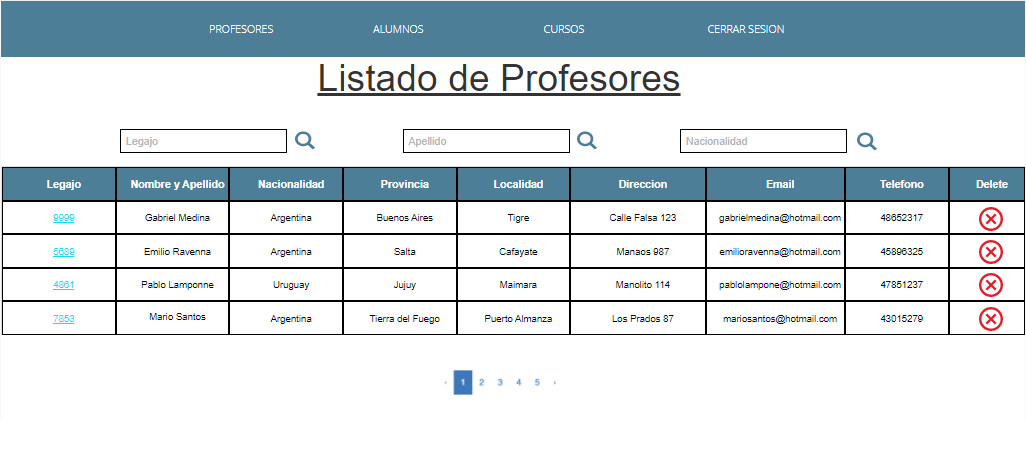 PROFESORES ALUMNOS CURSOS CERRAR SESION
Listado de Profesores
Legajo Apellido Nacionalidad
Legajo Nombre y Apellido Nacionalidad Provincia Localidad Direccion Email Telefono Delete
9999 Gabriel Medina Argentina Buenos Aires Tigre Calle Falsa 123 gabrielmedina@hotmail.com 48652317
5689 Emilio Ravenna Argentina Salta Cafayate Manaos 987 emilioravenna@hotmail.com 45896325
4861 Pablo Lamponne Uruguay Jujuy Maimara Manolito 114 pablolampone@hotmail.com 47851237
7853 Mario Santos Argentina Tierra del Fuego Puerto Almanza Los Prados 87 mariosantos@hotmail.com 43015279
‹ 1 2 3 4 5 ›